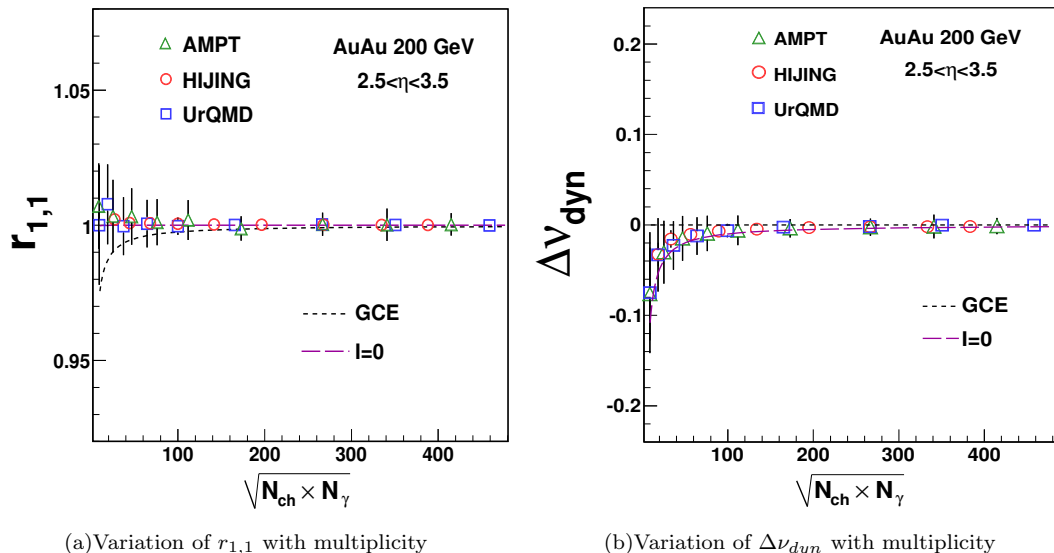 1.05
1
0.95
r1,1
AMPT
HIJING
UrQMD
AuAu 200 GeV
2.5<η<3.5
GCE
I=0
100 200 300 400
√Nch × Nγ
(a)Variation of r1,1 with multiplicity
0.2
0.1
0
-0.1
-0.2
Δνdyn
AMPT
HIJING
UrQMD
AuAu 200 GeV
2.5<η<3.5
GCE
I=0
100 200 300 400
√Nch × Nγ
(b)Variation of Δνdyn with multiplicity